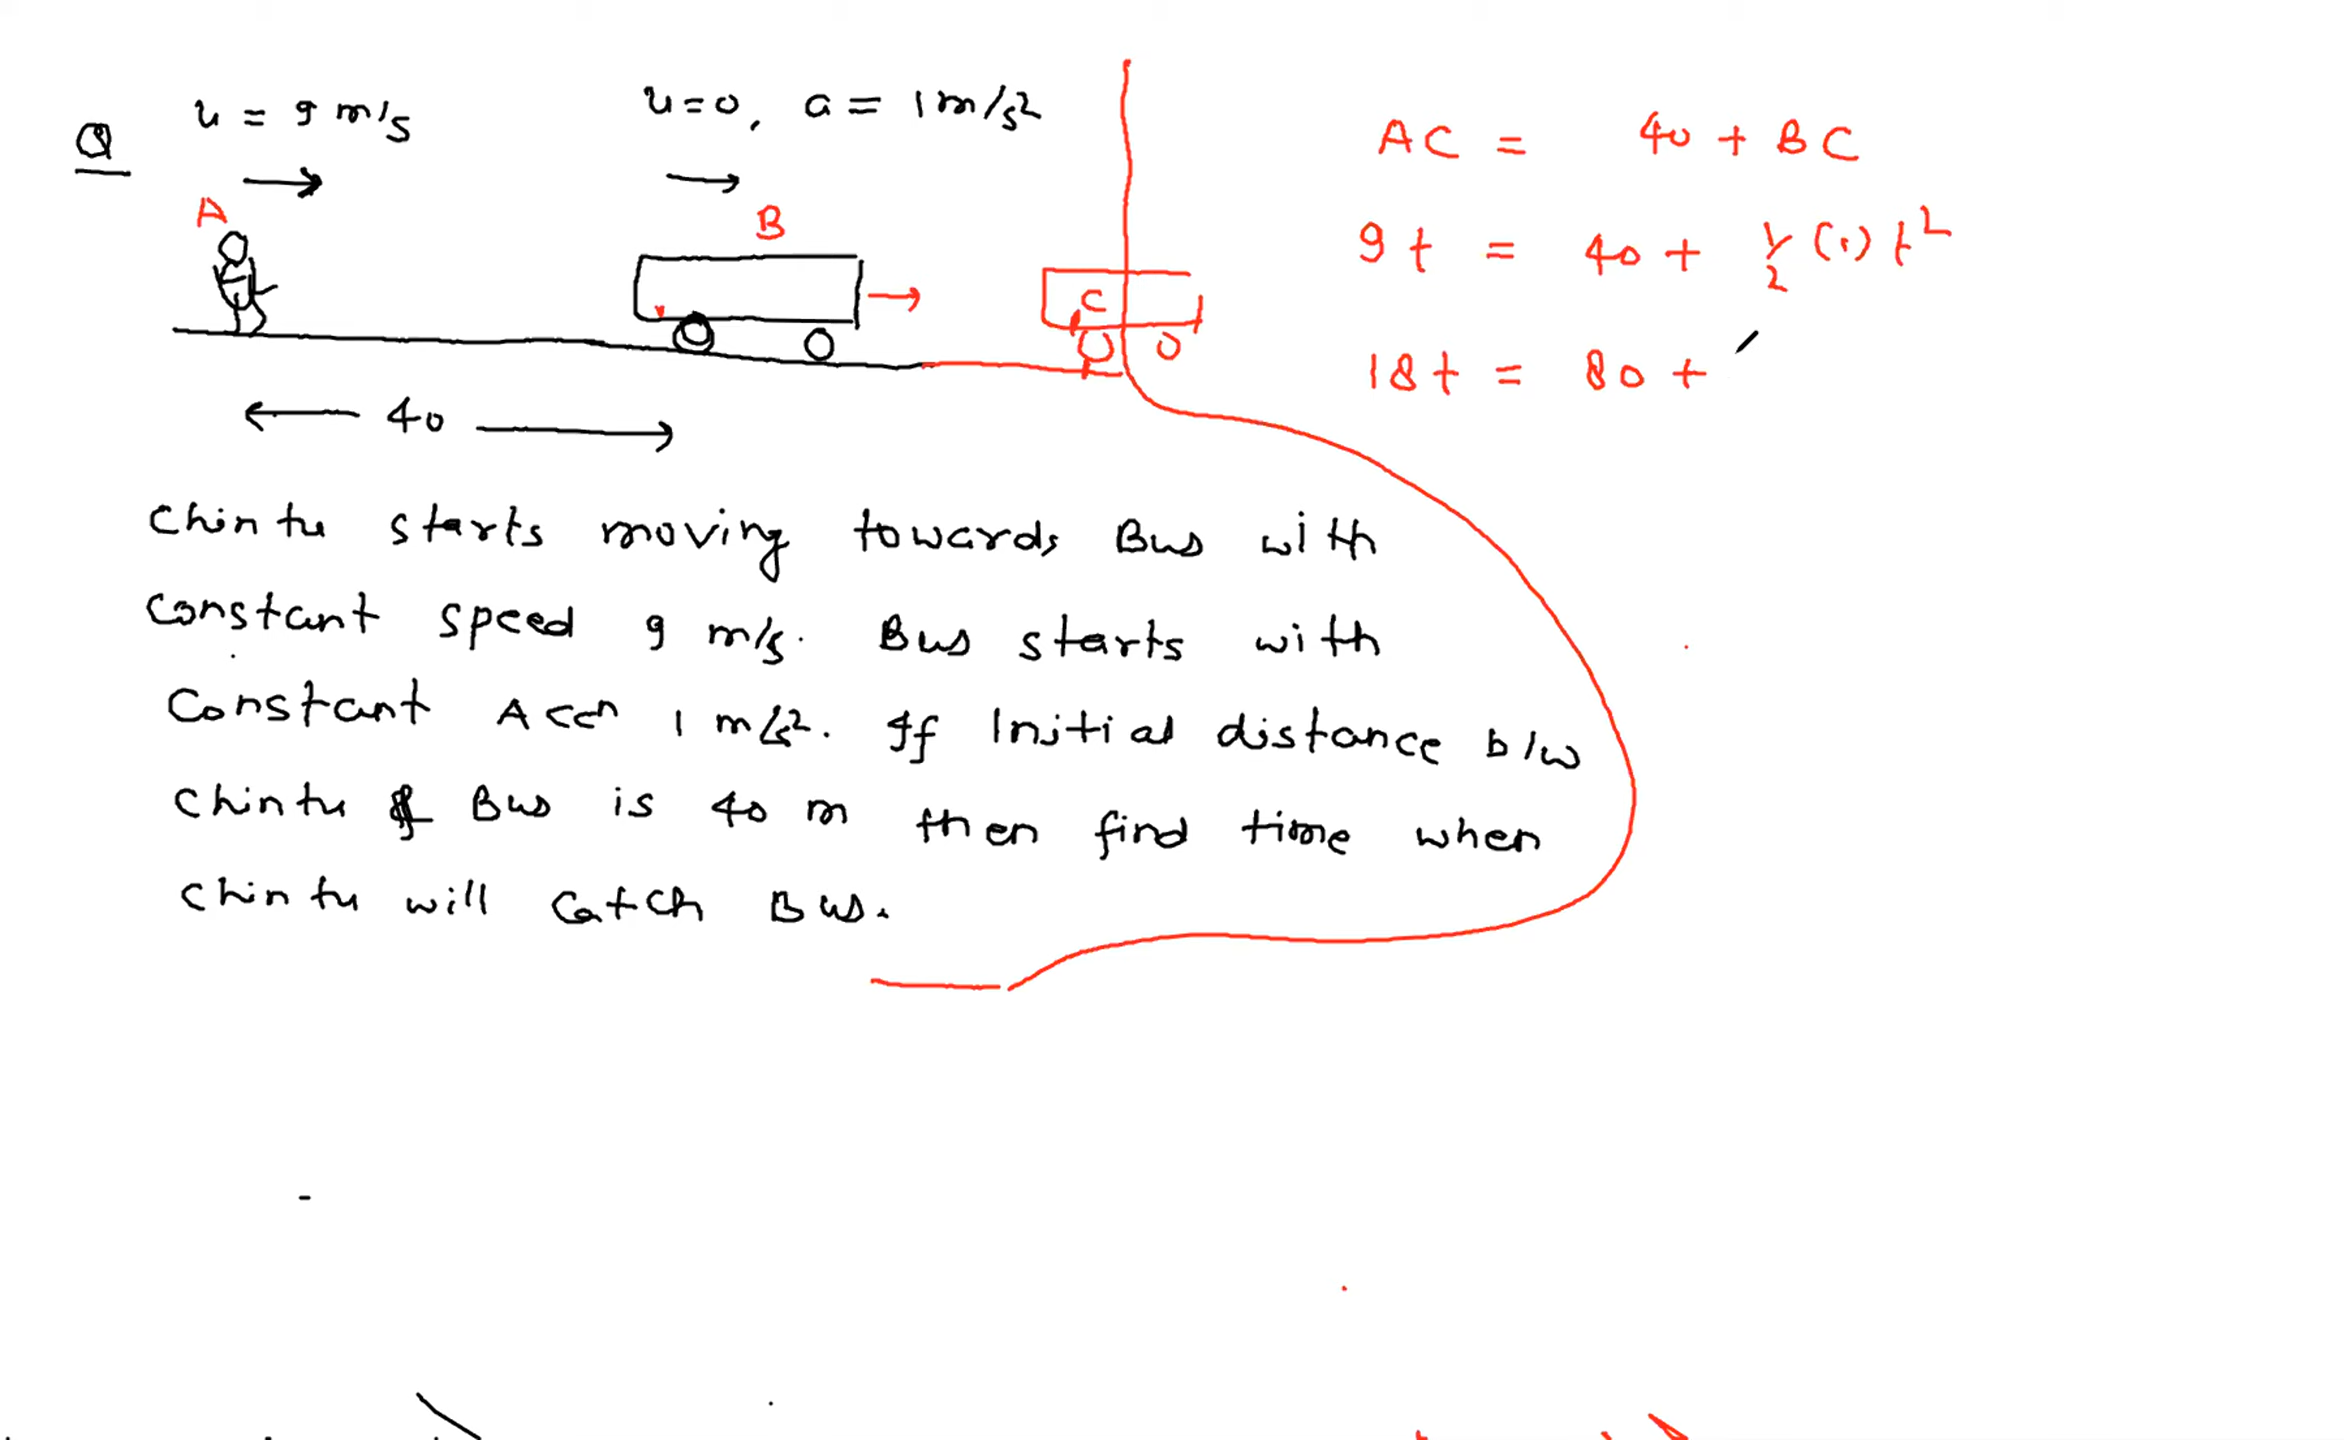 Q u = 9 m/s u=0, a = 1 m/s²
A B
C
← 40 →
Chintu starts moving towards Bus with
constant speed 9 m/s. Bus starts with
constant Accn 1 m/s². If Initial distance b/w
chintu & Bus is 40 m then find time when
chintu will catch Bus.
AC = 40 + BC
9t = 40 + 1/2 (1) t²
18t = 80 +